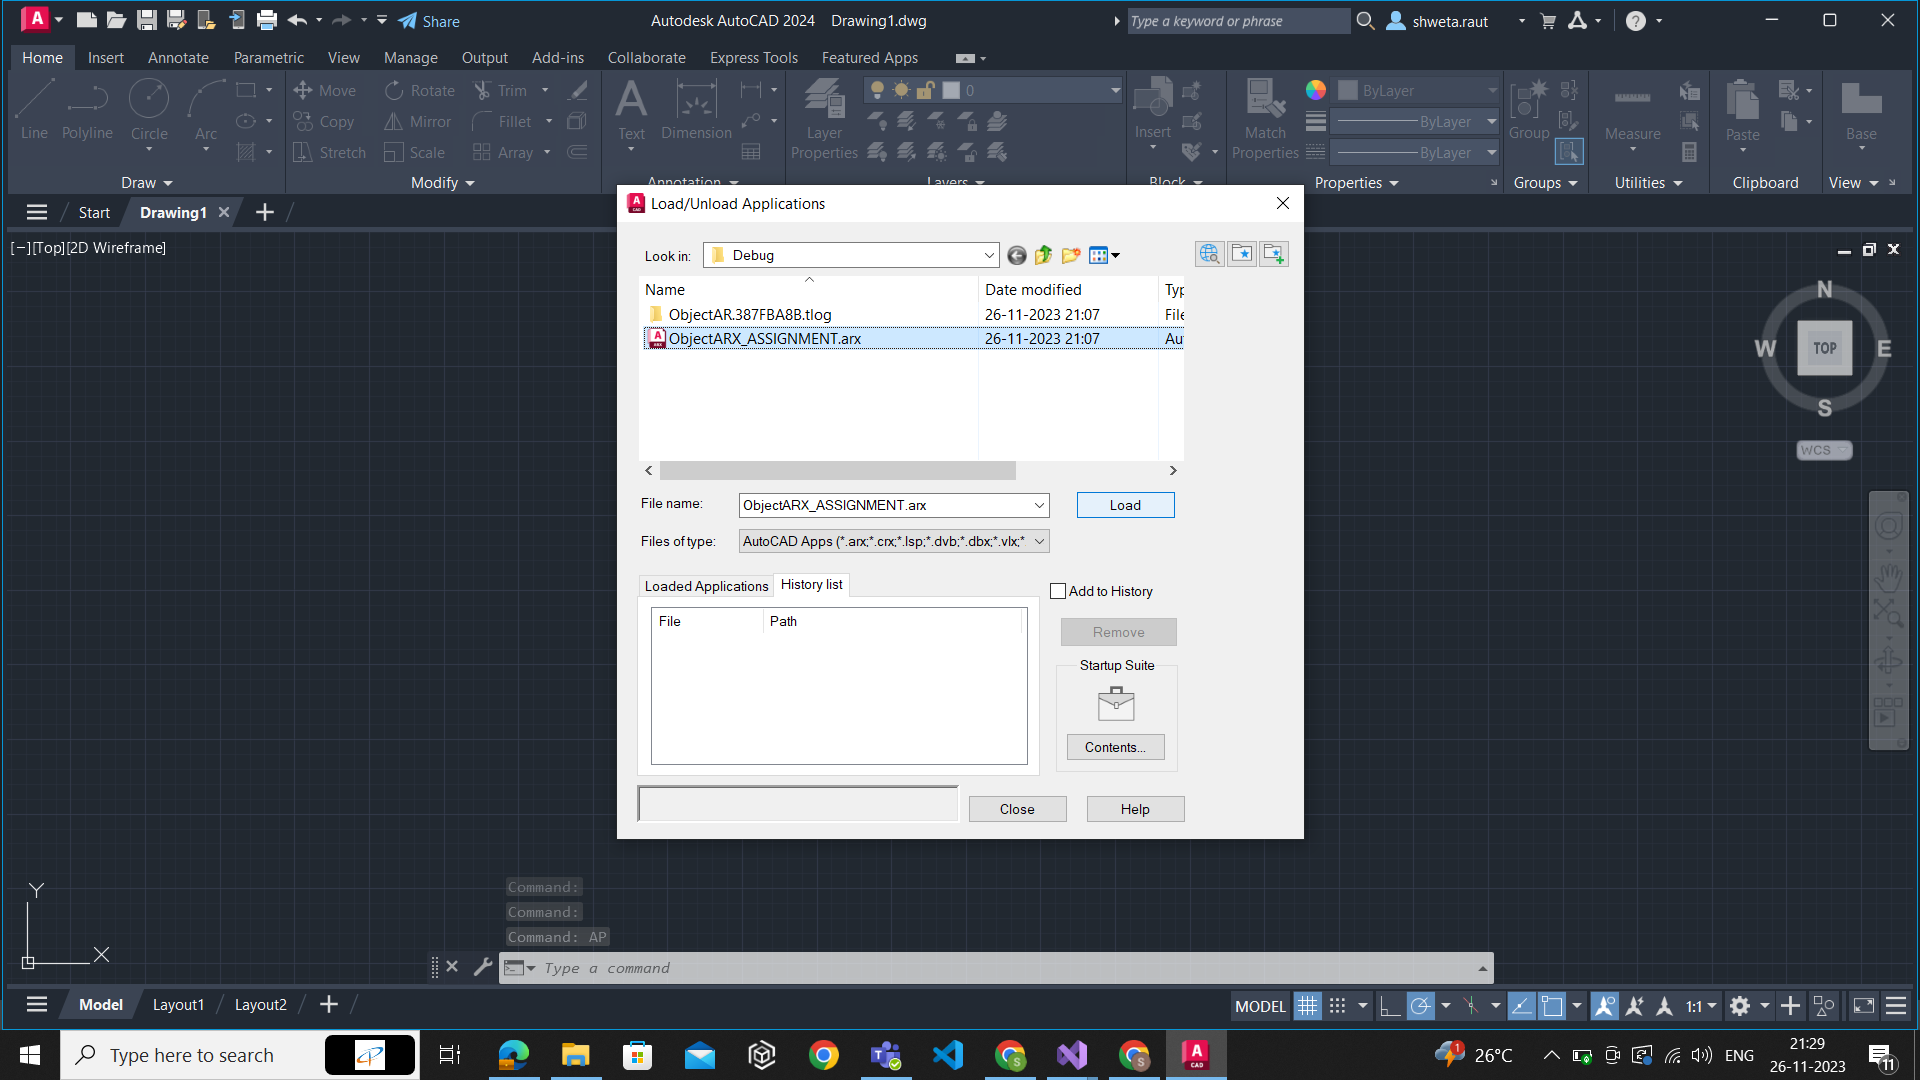 Share
Autodesk AutoCAD 2024 Drawing1.dwg
Type a keyword or phrase
shweta.raut
Home Insert Annotate Parametric View Manage Output Add-ins Collaborate Express Tools Featured Apps
Line Polyline Circle Arc
Move Rotate Trim
Copy Mirror Fillet
Stretch Scale Array
Text Dimension
Layer Properties
0
Insert
Match Properties
ByLayer
ByLayer
ByLayer
Group
Measure
Paste
Base
Draw Modify Annotation Layers Block Properties Groups Utilities Clipboard View
Start Drawing1
[−][Top][2D Wireframe]
Load/Unload Applications
Look in: Debug
Name Date modified Typ
ObjectAR.387FBA8B.tlog 26-11-2023 21:07 File
ObjectARX_ASSIGNMENT.arx 26-11-2023 21:07 Au
File name: ObjectARX_ASSIGNMENT.arx Load
Files of type: AutoCAD Apps (*.arx;*.crx;*.lsp;*.dvb;*.dbx;*.vlx;*
Loaded Applications History list
Add to History
File Path
Remove
Startup Suite
Contents...
Close Help
N
W TOP E
S
WCS
Y
X
Command:
Command:
Command: AP
Type a command
Model Layout1 Layout2
MODEL 1:1
Type here to search
1 26°C
ENG
21:29
26-11-2023
11